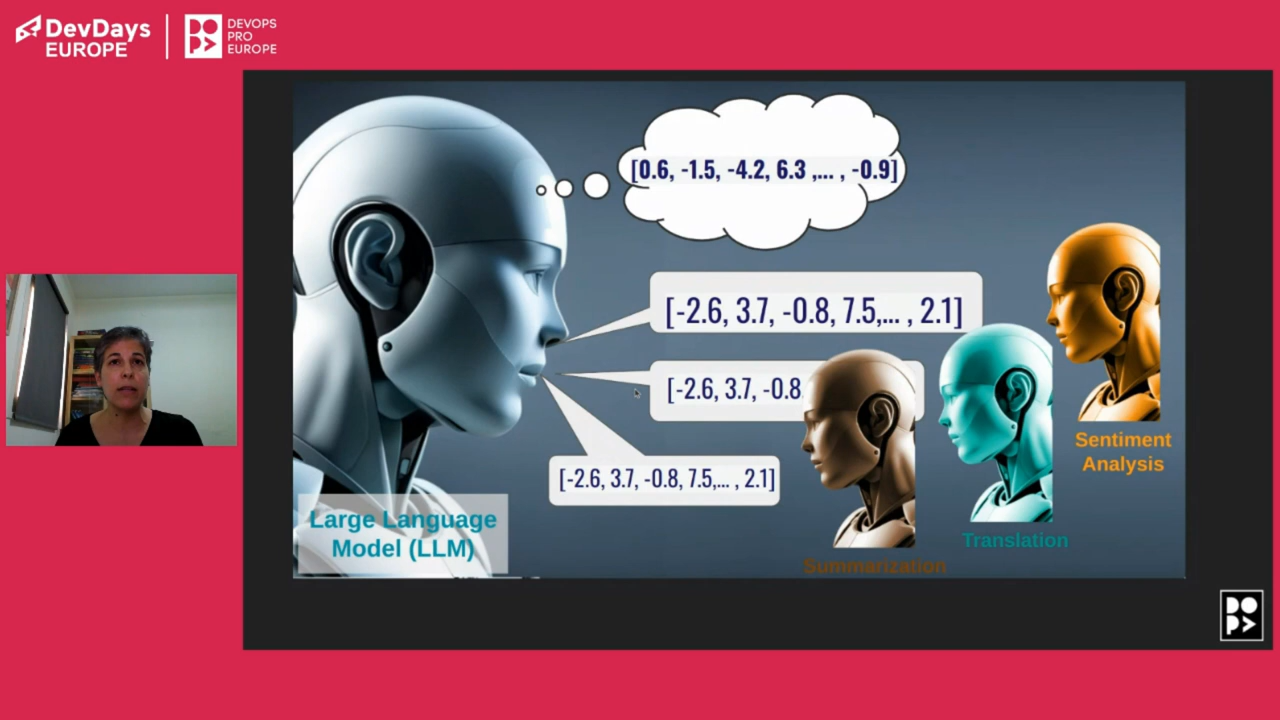 DevDays
EUROPE
DEVOPS
PRO
EUROPE
[0.6, -1.5, -4.2, 6.3 ,... , -0.9]
[-2.6, 3.7, -0.8, 7.5,... , 2.1]
[-2.6, 3.7, -0.8
[-2.6, 3.7, -0.8, 7.5,... , 2.1]
Sentiment
Analysis
Large Language
Model (LLM)
Translation
Summarization